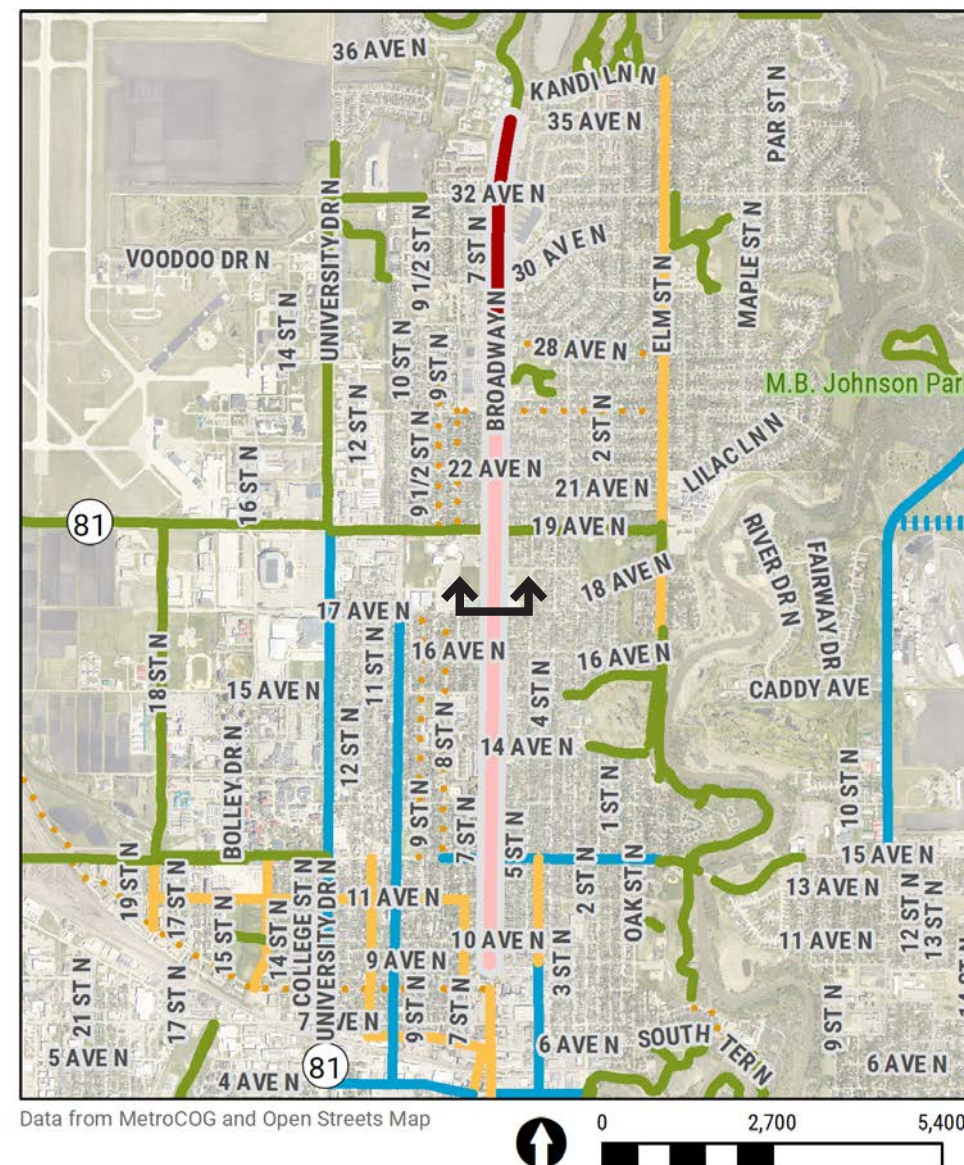 36 AVE N
KANDI LN N
35 AVE N
PAR ST N
32 AVE N
UNIVERSITY DR N
9 1/2 ST N
7 ST N
30 AVE N
VOODOO DR N
MAPLE ST N
ELM ST N
14 ST N
BROADWAY N
28 AVE N
10 ST N
9 ST N
M.B. Johnson Par
12 ST N
9 1/2 ST N
2 ST N
22 AVE N
LILAC LN N
16 ST N
21 AVE N
81
19 AVE N
RIVER DR N
FAIRWAY DR
18 AVE N
17 AVE N
16 AVE N
16 AVE N
18 ST N
11 ST N
15 AVE N
4 ST N
CADDY AVE
12 ST N
8 ST N
14 AVE N
BOLLEY DR N
9 ST N
7 ST N
1 ST N
10 ST N
5 ST N
15 AVE N
19 ST N
17 ST N
15 ST N
14 ST N
COLLEGE ST N
UNIVERSITY DR N
11 AVE N
2 ST N
OAK ST N
13 AVE N
12 ST N
13 ST N
10 AVE N
11 AVE N
9 AVE N
3 ST N
21 ST N
17 ST N
9 ST N
7 ST N
9 ST N
5 AVE N
6 AVE N
SOUTH TER N
6 AVE N
4 AVE N
81
Data from MetroCOG and Open Streets Map
0 2,700 5,400